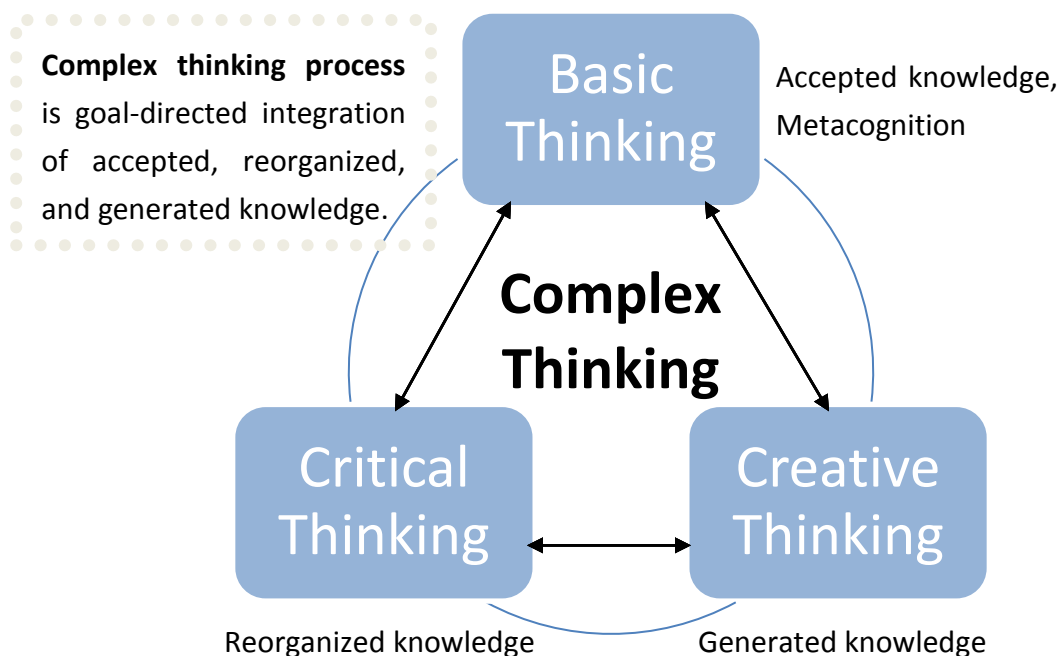 Complex thinking process
is goal-directed integration
of accepted, reorganized,
and generated knowledge.
Basic
Thinking
Accepted knowledge,
Metacognition
Complex
Thinking
Critical
Thinking
Creative
Thinking
Reorganized knowledge
Generated knowledge